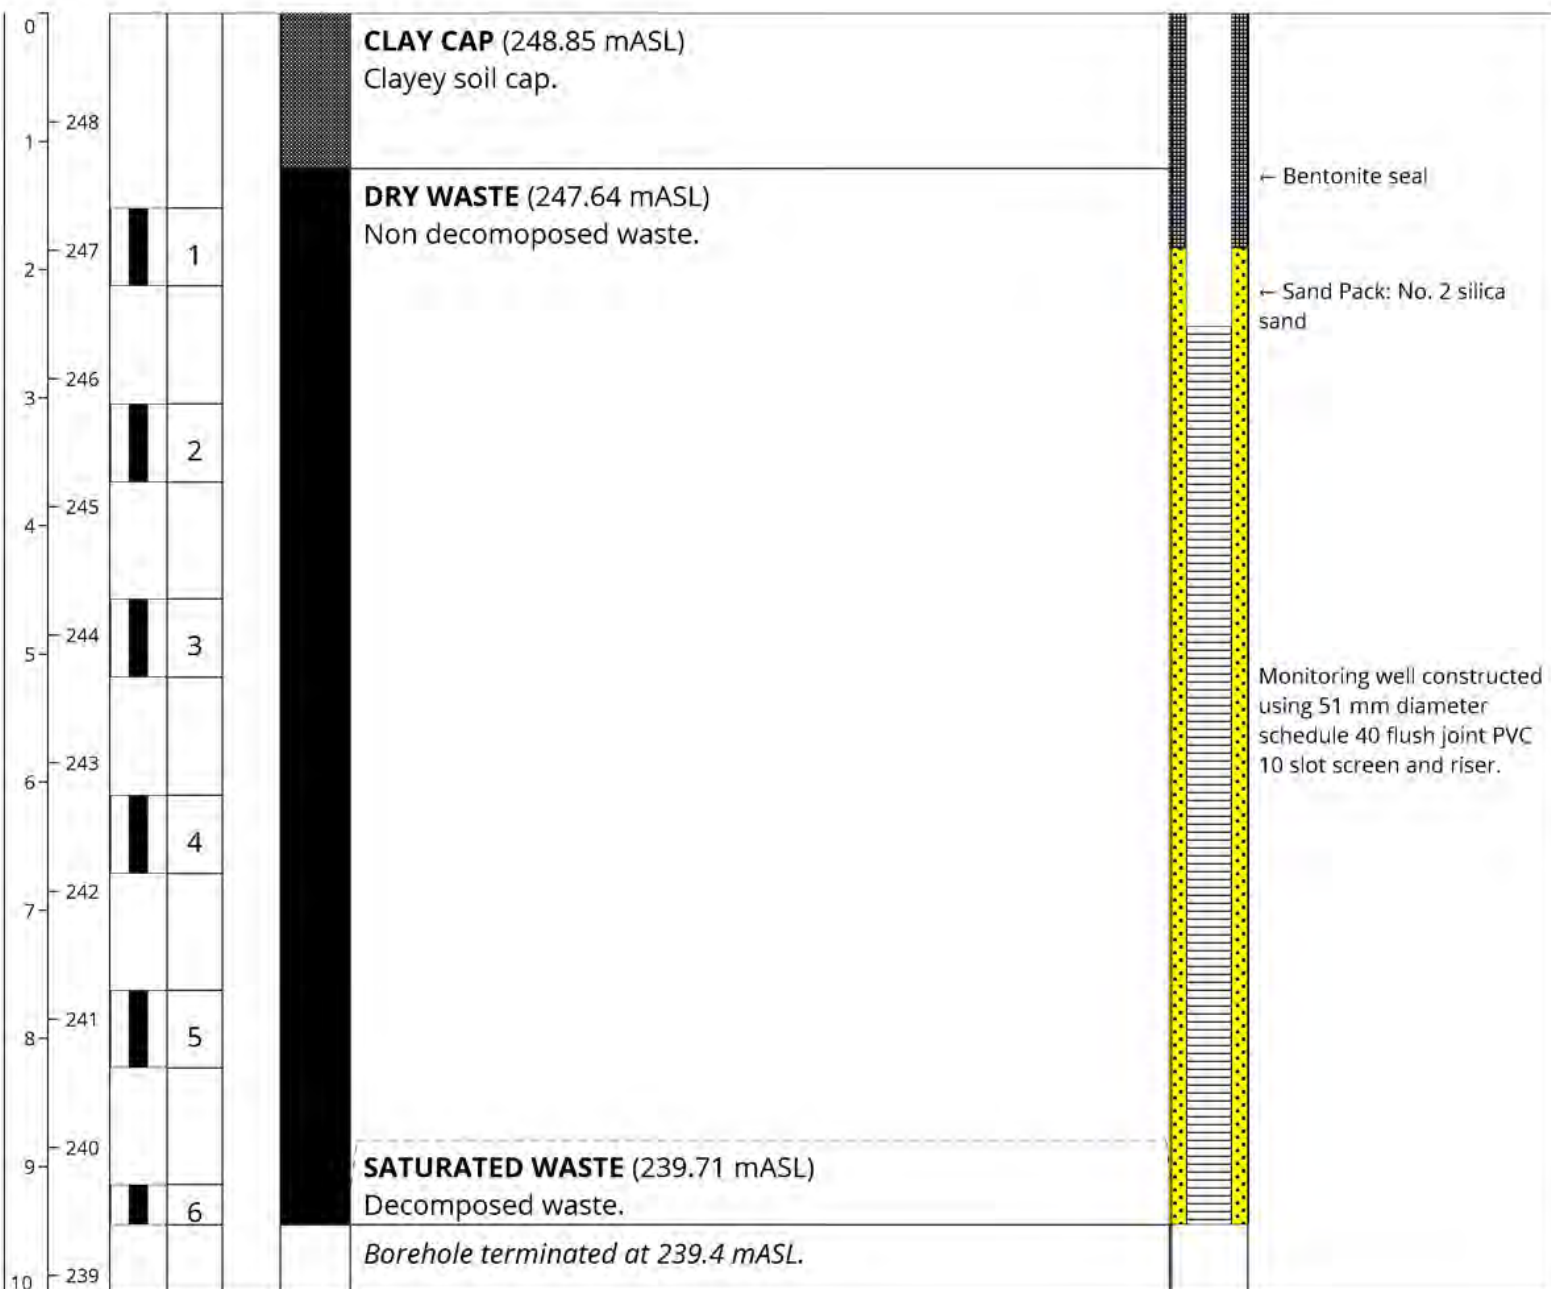 0
1
2
3
4
5
6
7
8
9
10
248
247
246
245
244
243
242
241
240
239
1
2
3
4
5
6
CLAY CAP (248.85 mASL)
Clayey soil cap.
DRY WASTE (247.64 mASL)
Non decomoposed waste.
SATURATED WASTE (239.71 mASL)
Decomposed waste.
Borehole terminated at 239.4 mASL.
← Bentonite seal
← Sand Pack: No. 2 silica
sand
Monitoring well constructed
using 51 mm diameter
schedule 40 flush joint PVC
10 slot screen and riser.